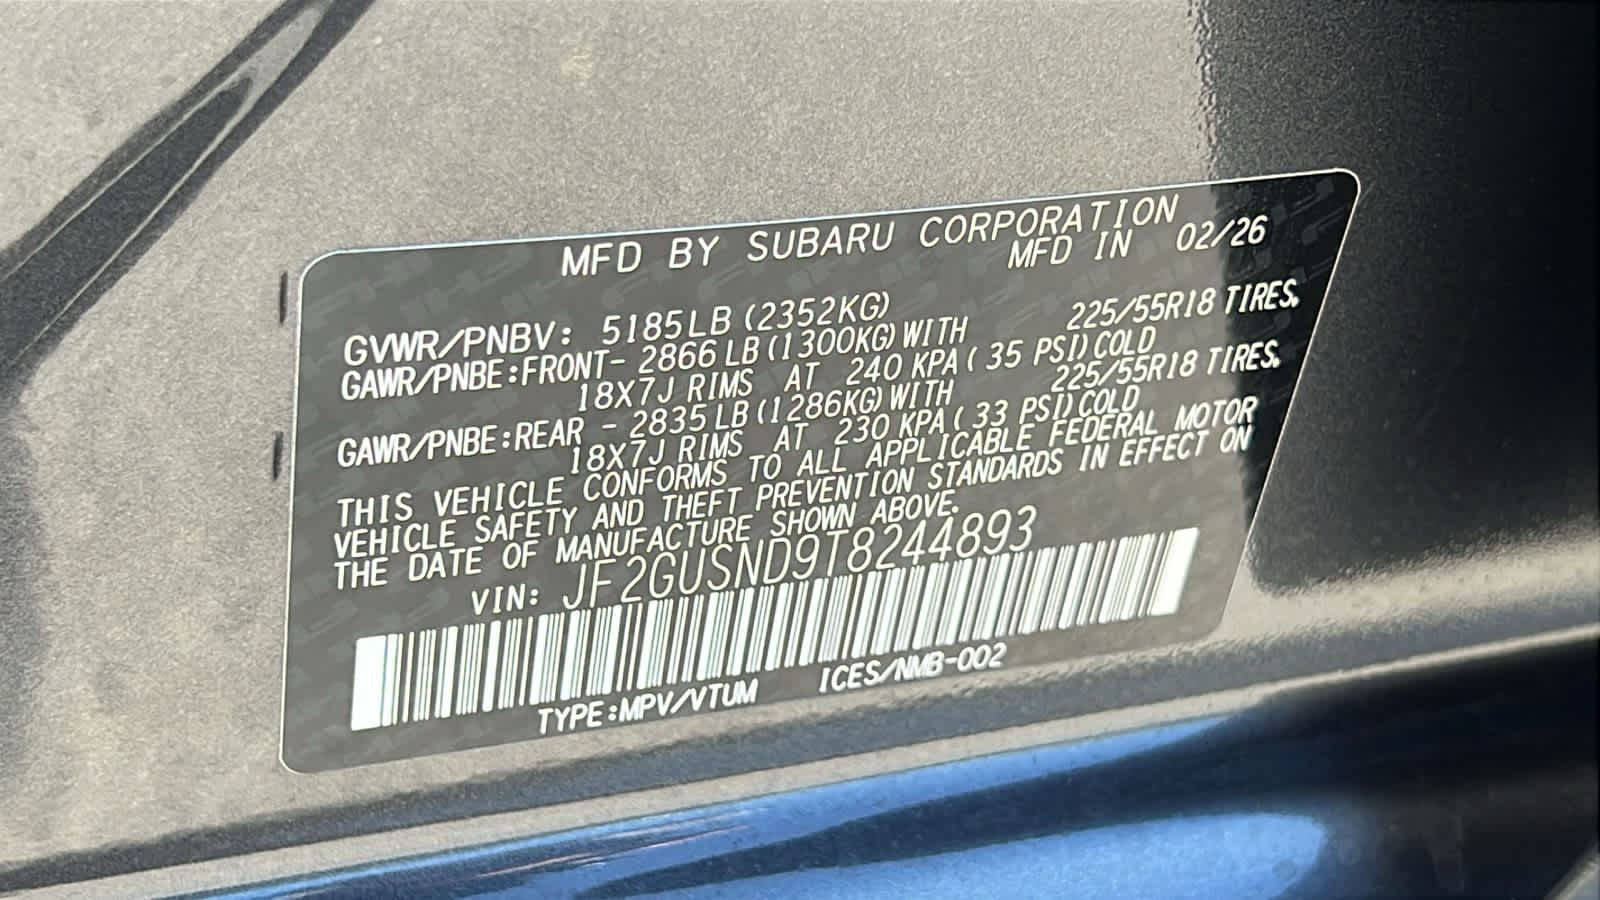 MFD BY SUBARU CORPORATION
MFD IN 02/26
GVWR/PNBV: 5185LB (2352KG)
GAWR/PNBE:FRONT- 2866 LB (1300KG) WITH 225/55R18 TIRES.
18X7J RIMS AT 240 KPA ( 35 PSI) COLD
GAWR/PNBE:REAR - 2835 LB (1286KG) WITH 225/55R18 TIRES.
18X7J RIMS AT 230 KPA ( 33 PSI) COLD
THIS VEHICLE CONFORMS TO ALL APPLICABLE FEDERAL MOTOR
VEHICLE SAFETY AND THEFT PREVENTION STANDARDS IN EFFECT ON
THE DATE OF MANUFACTURE SHOWN ABOVE.
VIN: JF2GUSND9T8244893
TYPE:MPV/VTUM ICES/NMB-002